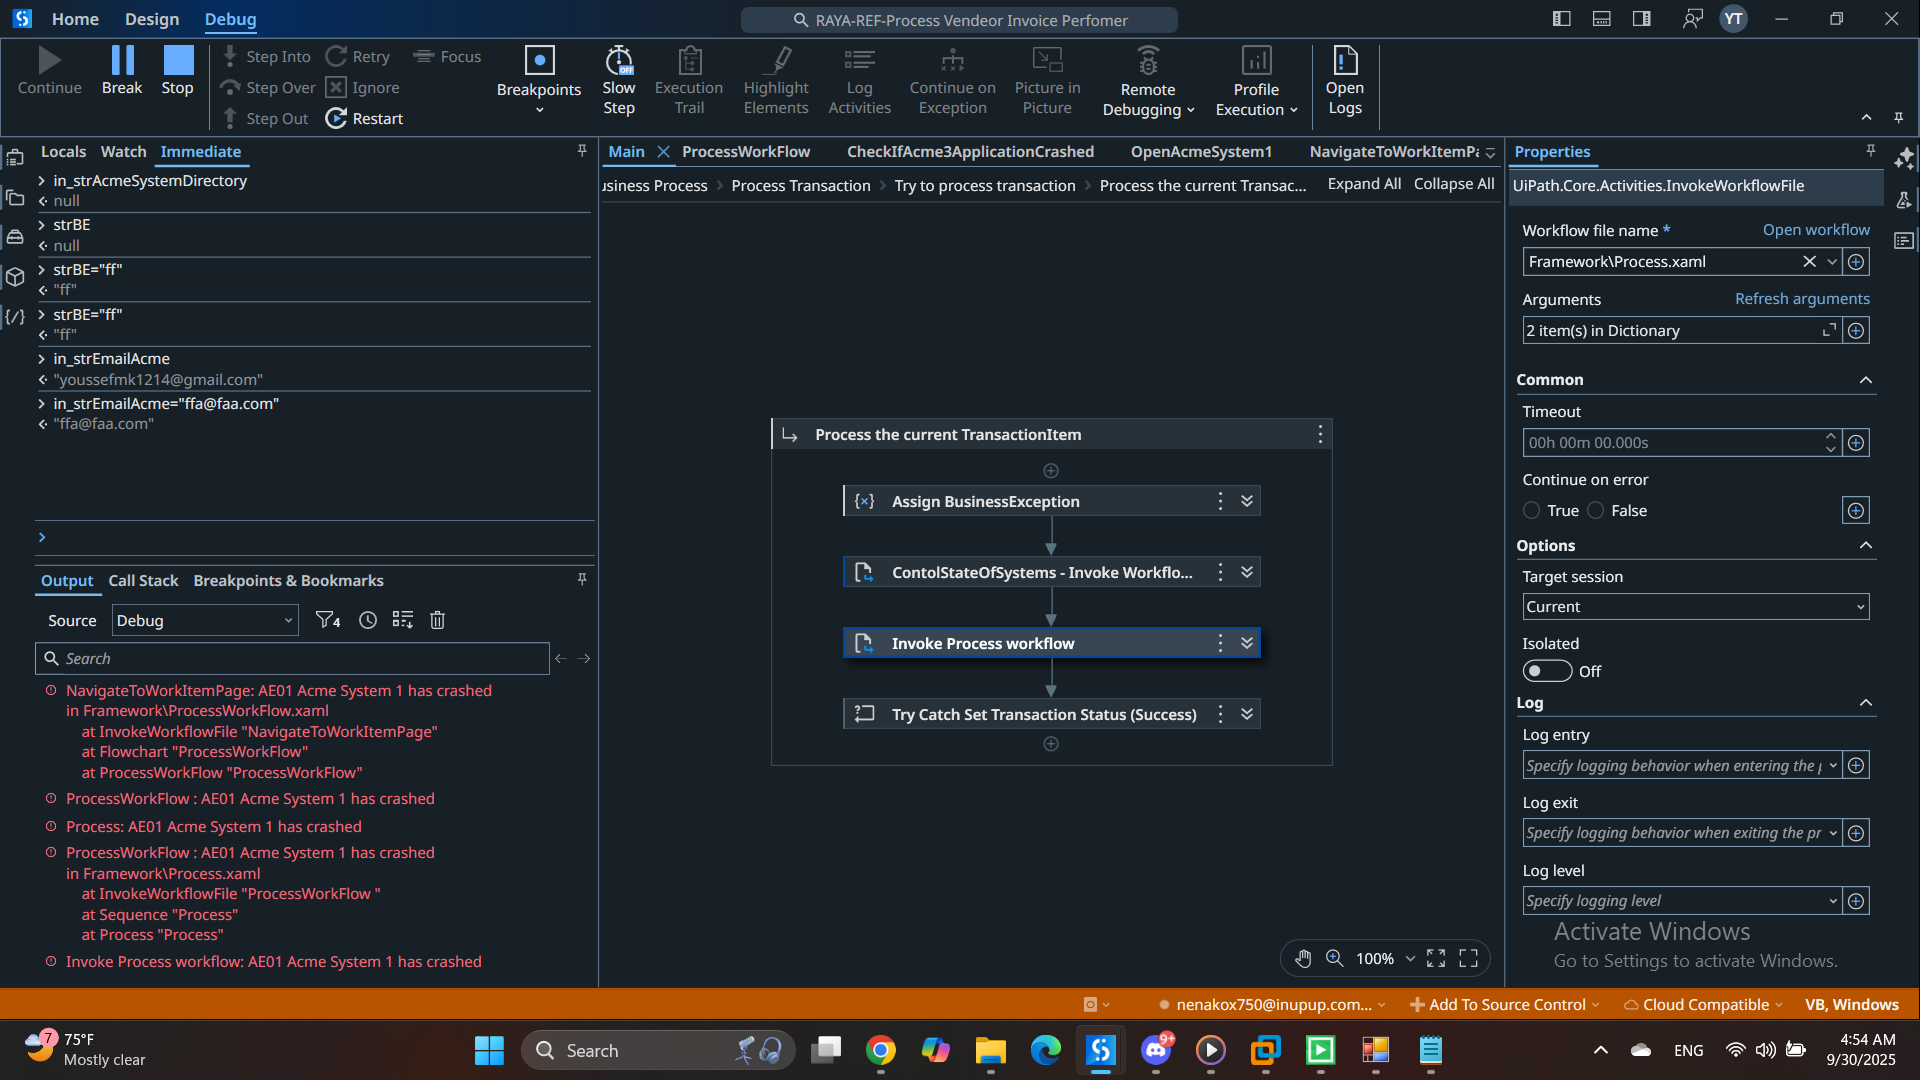 Home
Design
Debug
RAYA-REF-Process Vendeor Invoice Perfomer
YT
Continue
Break
Stop
Step Into
Retry
Focus
Step Over
Ignore
Step Out
Restart
Breakpoints
Slow
Step
Execution
Trail
Highlight
Elements
Log
Activities
Continue on
Exception
Picture in
Picture
Remote
Debugging
Profile
Execution
Open
Logs
Locals
Watch
Immediate
> in_strAcmeSystemDirectory
null
> strBE
null
> strBE="ff"
"ff"
> strBE="ff"
"ff"
> in_strEmailAcme
"youssefmk1214@gmail.com"
> in_strEmailAcme="ffa@faa.com"
"ffa@faa.com"
>
Output
Call Stack
Breakpoints & Bookmarks
Source
Debug
4
Search
NavigateToWorkItemPage: AE01 Acme System 1 has crashed
in Framework\ProcessWorkFlow.xaml
at InvokeWorkflowFile "NavigateToWorkItemPage"
at Flowchart "ProcessWorkFlow"
at ProcessWorkFlow "ProcessWorkFlow"
ProcessWorkFlow : AE01 Acme System 1 has crashed
Process: AE01 Acme System 1 has crashed
ProcessWorkFlow : AE01 Acme System 1 has crashed
in Framework\Process.xaml
at InvokeWorkflowFile "ProcessWorkFlow "
at Sequence "Process"
at Process "Process"
Invoke Process workflow: AE01 Acme System 1 has crashed
Main
ProcessWorkFlow
CheckIfAcme3ApplicationCrashed
OpenAcmeSystem1
NavigateToWorkItemPa
usiness Process > Process Transaction > Try to process transaction > Process the current Transac...
Expand All
Collapse All
Process the current TransactionItem
Assign BusinessException
ContolStateOfSystems - Invoke Workflo...
Invoke Process workflow
Try Catch Set Transaction Status (Success)
100%
Properties
UiPath.Core.Activities.InvokeWorkflowFile
Workflow file name *
Open workflow
Framework\Process.xaml
Arguments
Refresh arguments
2 item(s) in Dictionary
Common
Timeout
00h 00m 00.000s
Continue on error
True
False
Options
Target session
Current
Isolated
Off
Log
Log entry
Specify logging behavior when entering the p
Log exit
Specify logging behavior when exiting the pr
Log level
Specify logging level
Activate Windows
Go to Settings to activate Windows.
nenakox750@inupup.com...
Add To Source Control
Cloud Compatible
VB, Windows
7
75°F
Mostly clear
Search
9+
ENG
4:54 AM
9/30/2025